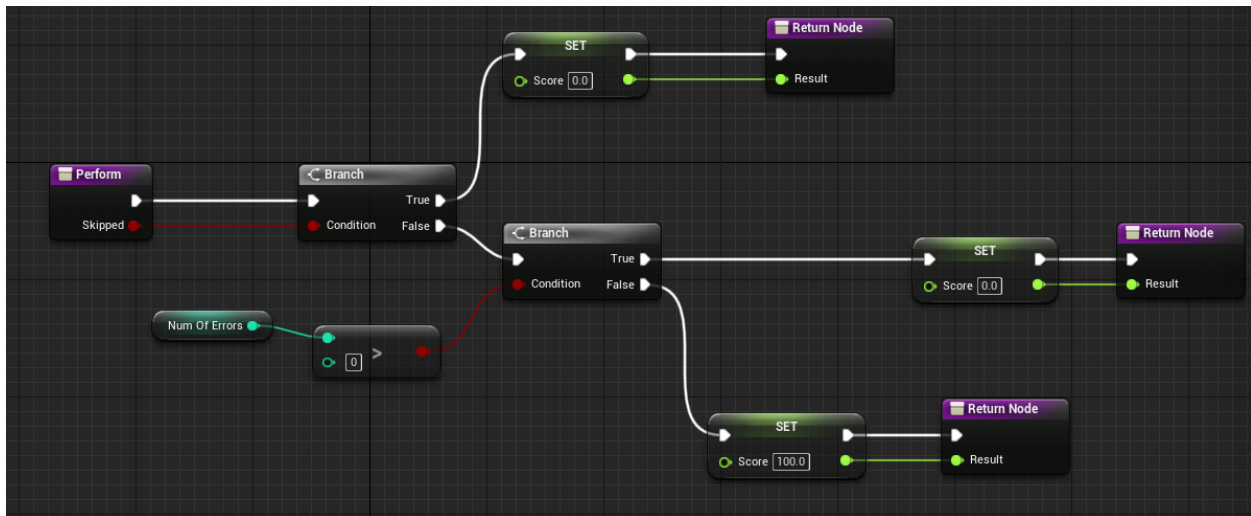 SET
Score 0.0
Return Node
Result
Perform
Skipped
Branch
True
Condition False
Branch
True
Condition False
SET
Score 0.0
Return Node
Result
Num Of Errors
0 >
SET
Score 100.0
Return Node
Result